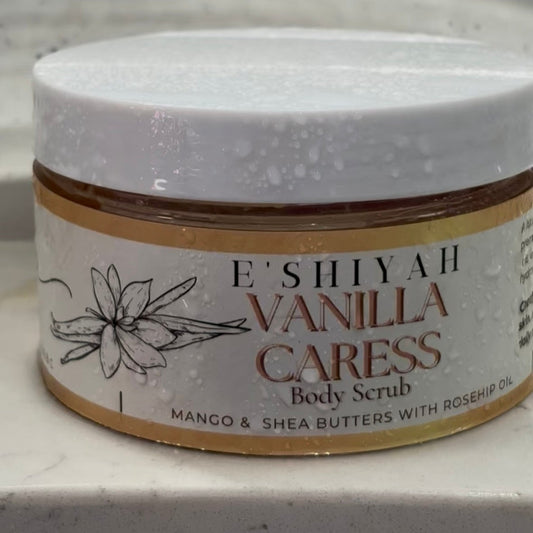 E'SHIYAH
VANILLA
CARESS
Body Scrub
MANGO & SHEA BUTTERS WITH ROSEHIP OIL